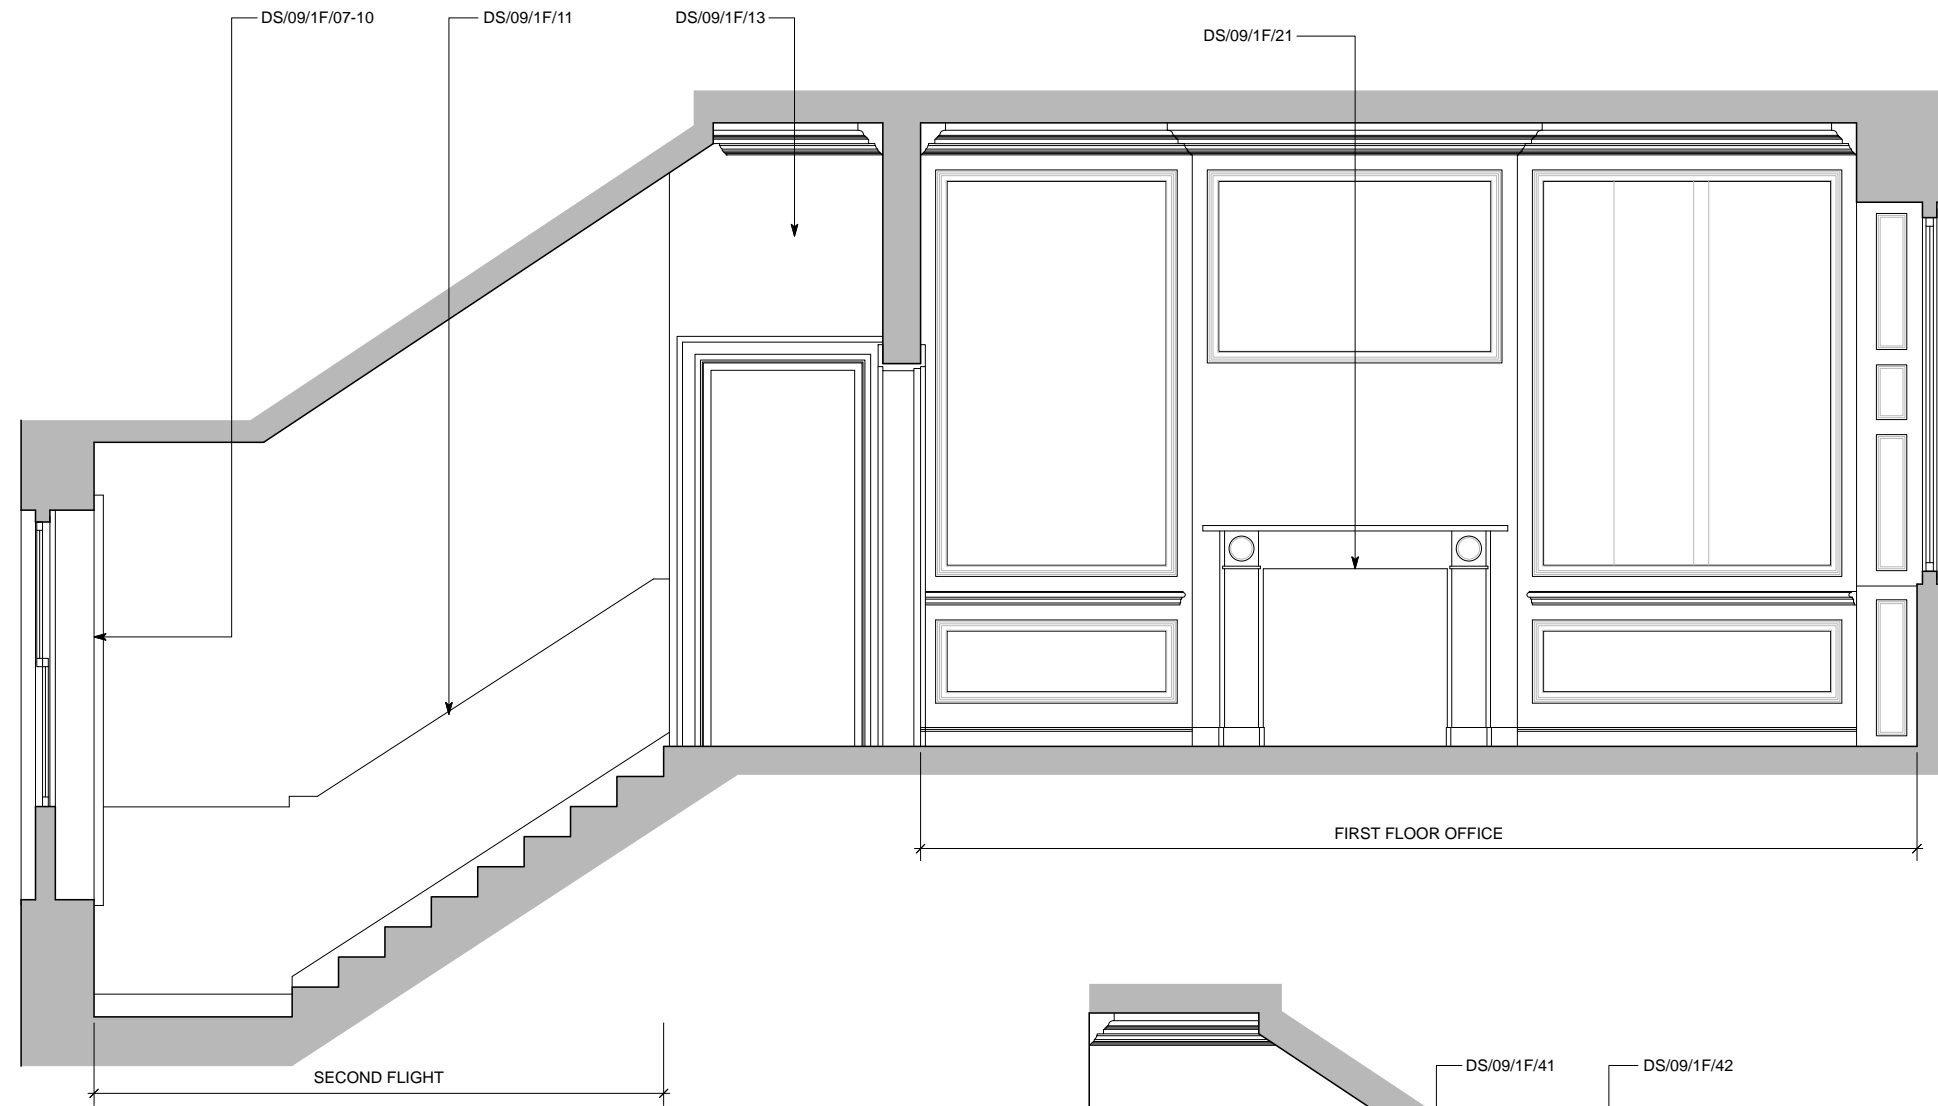 DS/09/1F/07-10
DS/09/1F/11
DS/09/1F/13
DS/09/1F/21
FIRST FLOOR OFFICE
SECOND FLIGHT
DS/09/1F/41
DS/09/1F/42